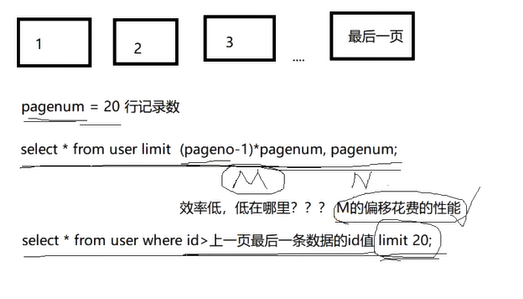 1 2 3 .... 最后一页
pagenum = 20 行记录数
select * from user limit (pageno-1)*pagenum, pagenum;
M N
效率低，低在哪里？？？ M的偏移花费的性能
select * from user where id>上一页最后一条数据的id值 limit 20;